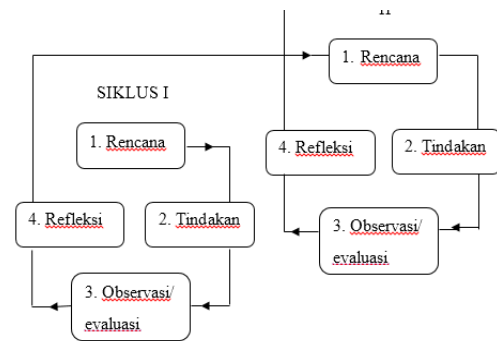 II
1. Rencana
4. Refleksi
2. Tindakan
3. Observasi/
evaluasi
SIKLUS I
1. Rencana
4. Refleksi
2. Tindakan
3. Observasi/
evaluasi